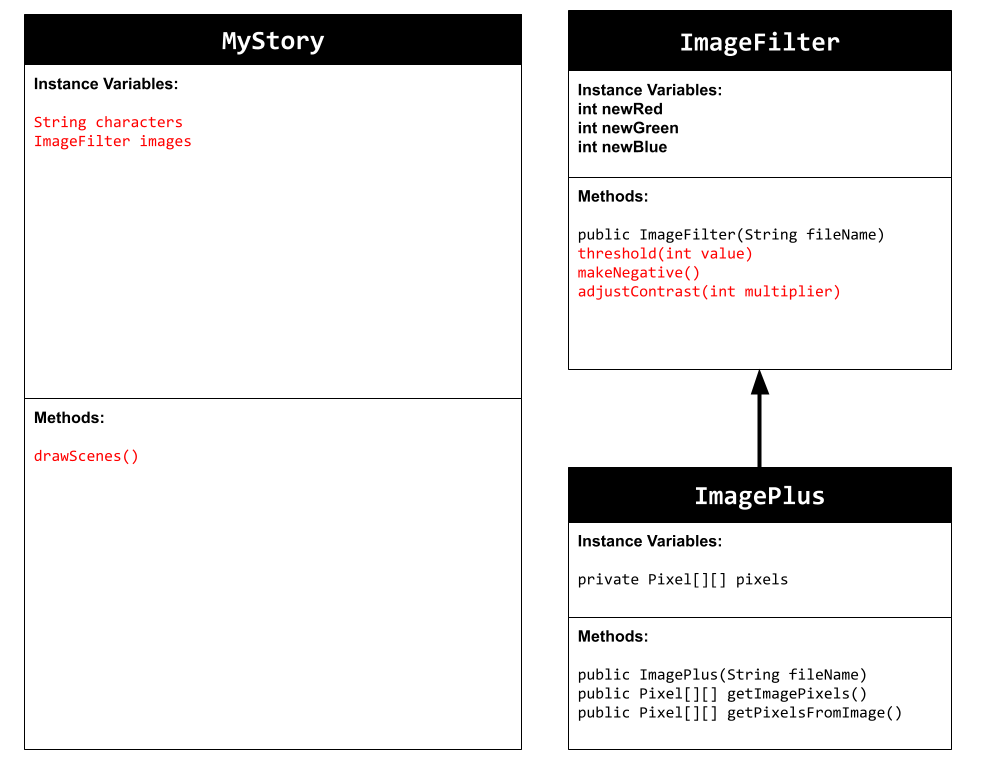 MyStory
Instance Variables:
String characters
ImageFilter images
Methods:
drawScenes()
ImageFilter
Instance Variables:
int newRed
int newGreen
int newBlue
Methods:
public ImageFilter(String fileName)
threshold(int value)
makeNegative()
adjustContrast(int multiplier)
ImagePlus
Instance Variables:
private Pixel[][] pixels
Methods:
public ImagePlus(String fileName)
public Pixel[][] getImagePixels()
public Pixel[][] getPixelsFromImage()